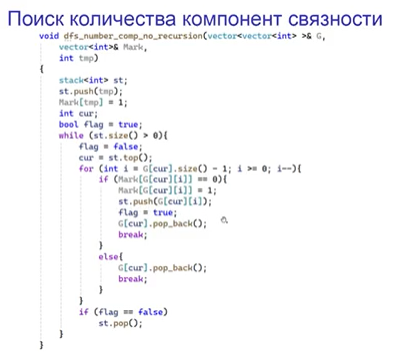 Поиск количества компонент связности
void dfs_number_comp_no_recursion(vector<vector<int> >& G,
vector<int>& Mark,
int tmp)
{
stack<int> st;
st.push(tmp);
Mark[tmp] = 1;
int cur;
bool flag = true;
while (st.size() > 0){
flag = false;
cur = st.top();
for (int i = G[cur].size() - 1; i >= 0; i--){
if (Mark[G[cur][i]] == 0){
Mark[G[cur][i]] = 1;
st.push(G[cur][i]);
flag = true;
G[cur].pop_back();
break;
}
else{
G[cur].pop_back();
break;
}
}
if (flag == false)
st.pop();
}
}